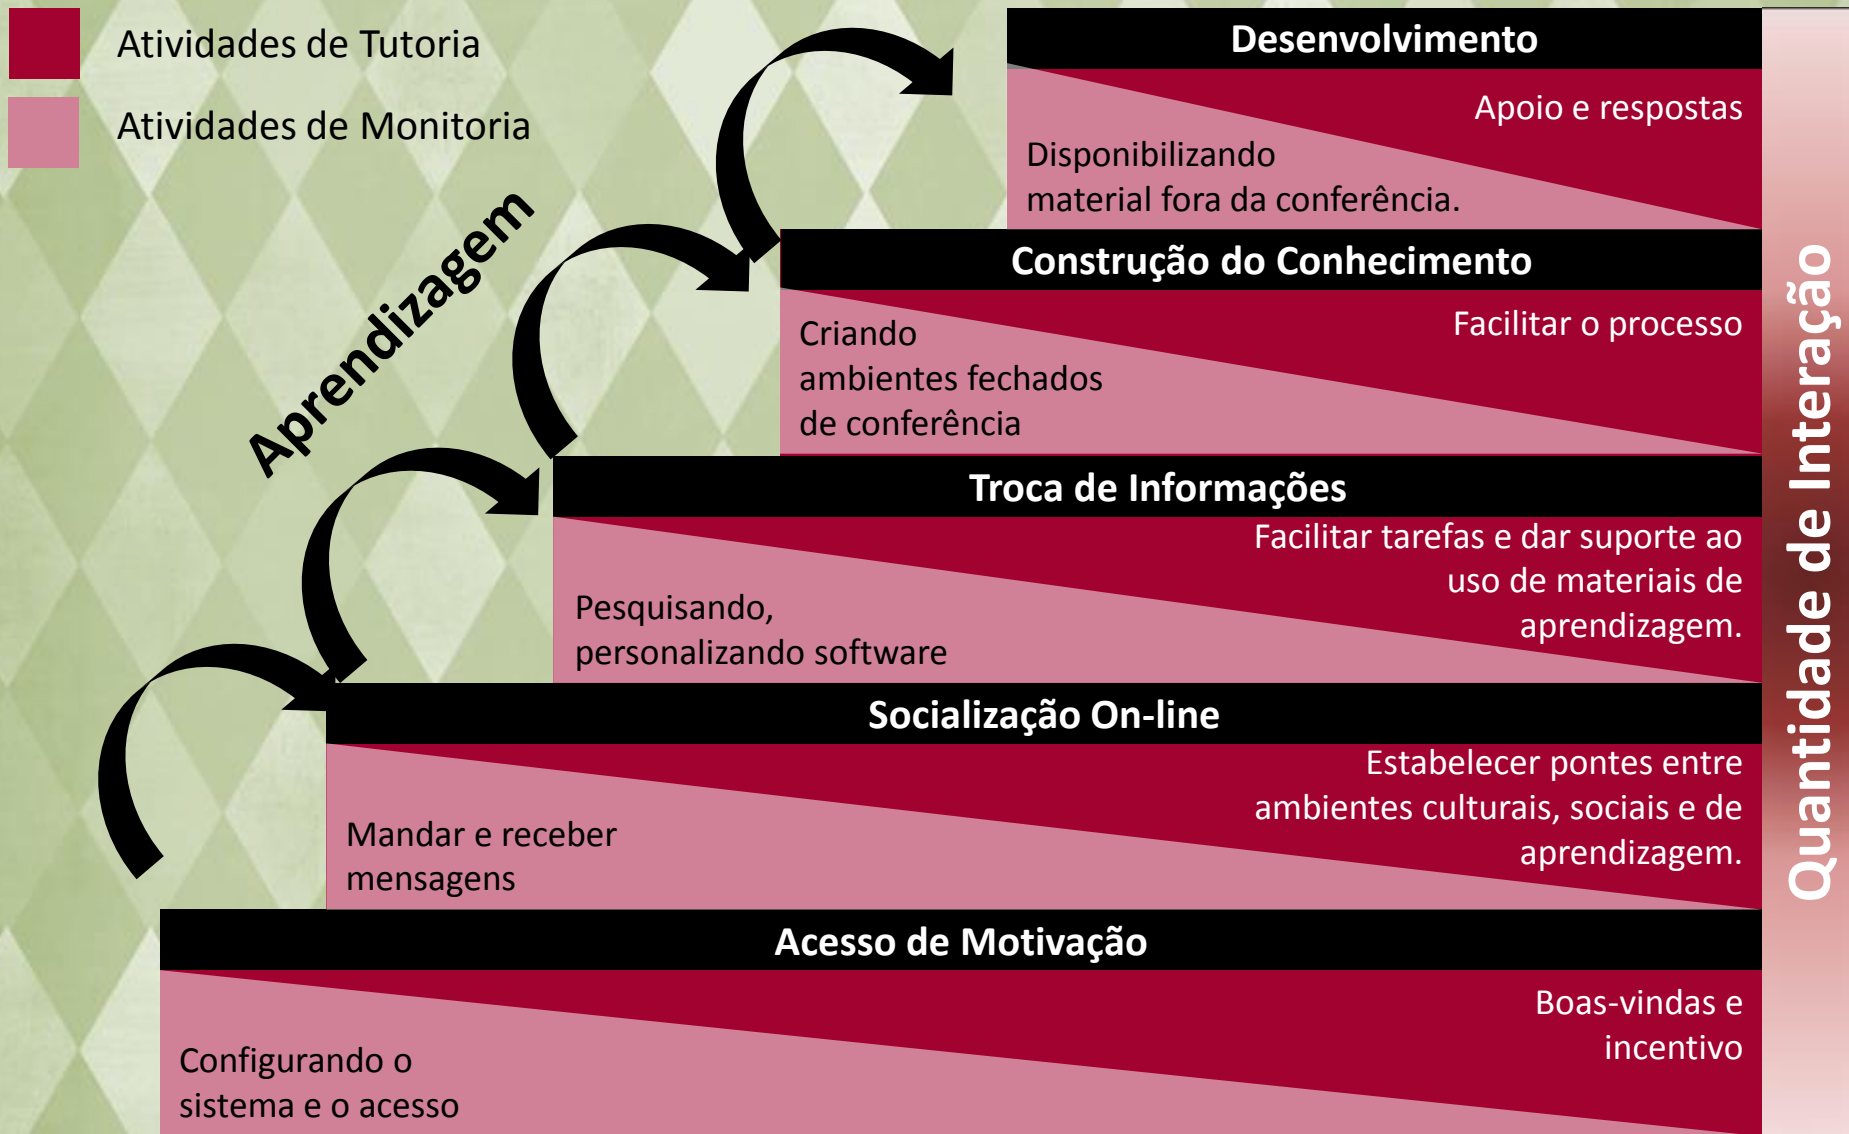 Atividades de Tutoria
Atividades de Monitoria
Aprendizagem
Desenvolvimento
Apoio e respostas
Disponibilizando
material fora da conferência.
Construção do Conhecimento
Facilitar o processo
Criando
ambientes fechados
de conferência
Troca de Informações
Facilitar tarefas e dar suporte ao
uso de materiais de
aprendizagem.
Pesquisando,
personalizando software
Socialização On-line
Estabelecer pontes entre
ambientes culturais, sociais e de
aprendizagem.
Mandar e receber
mensagens
Acesso de Motivação
Boas-vindas e
incentivo
Configurando o
sistema e o acesso
Quantidade de Interação